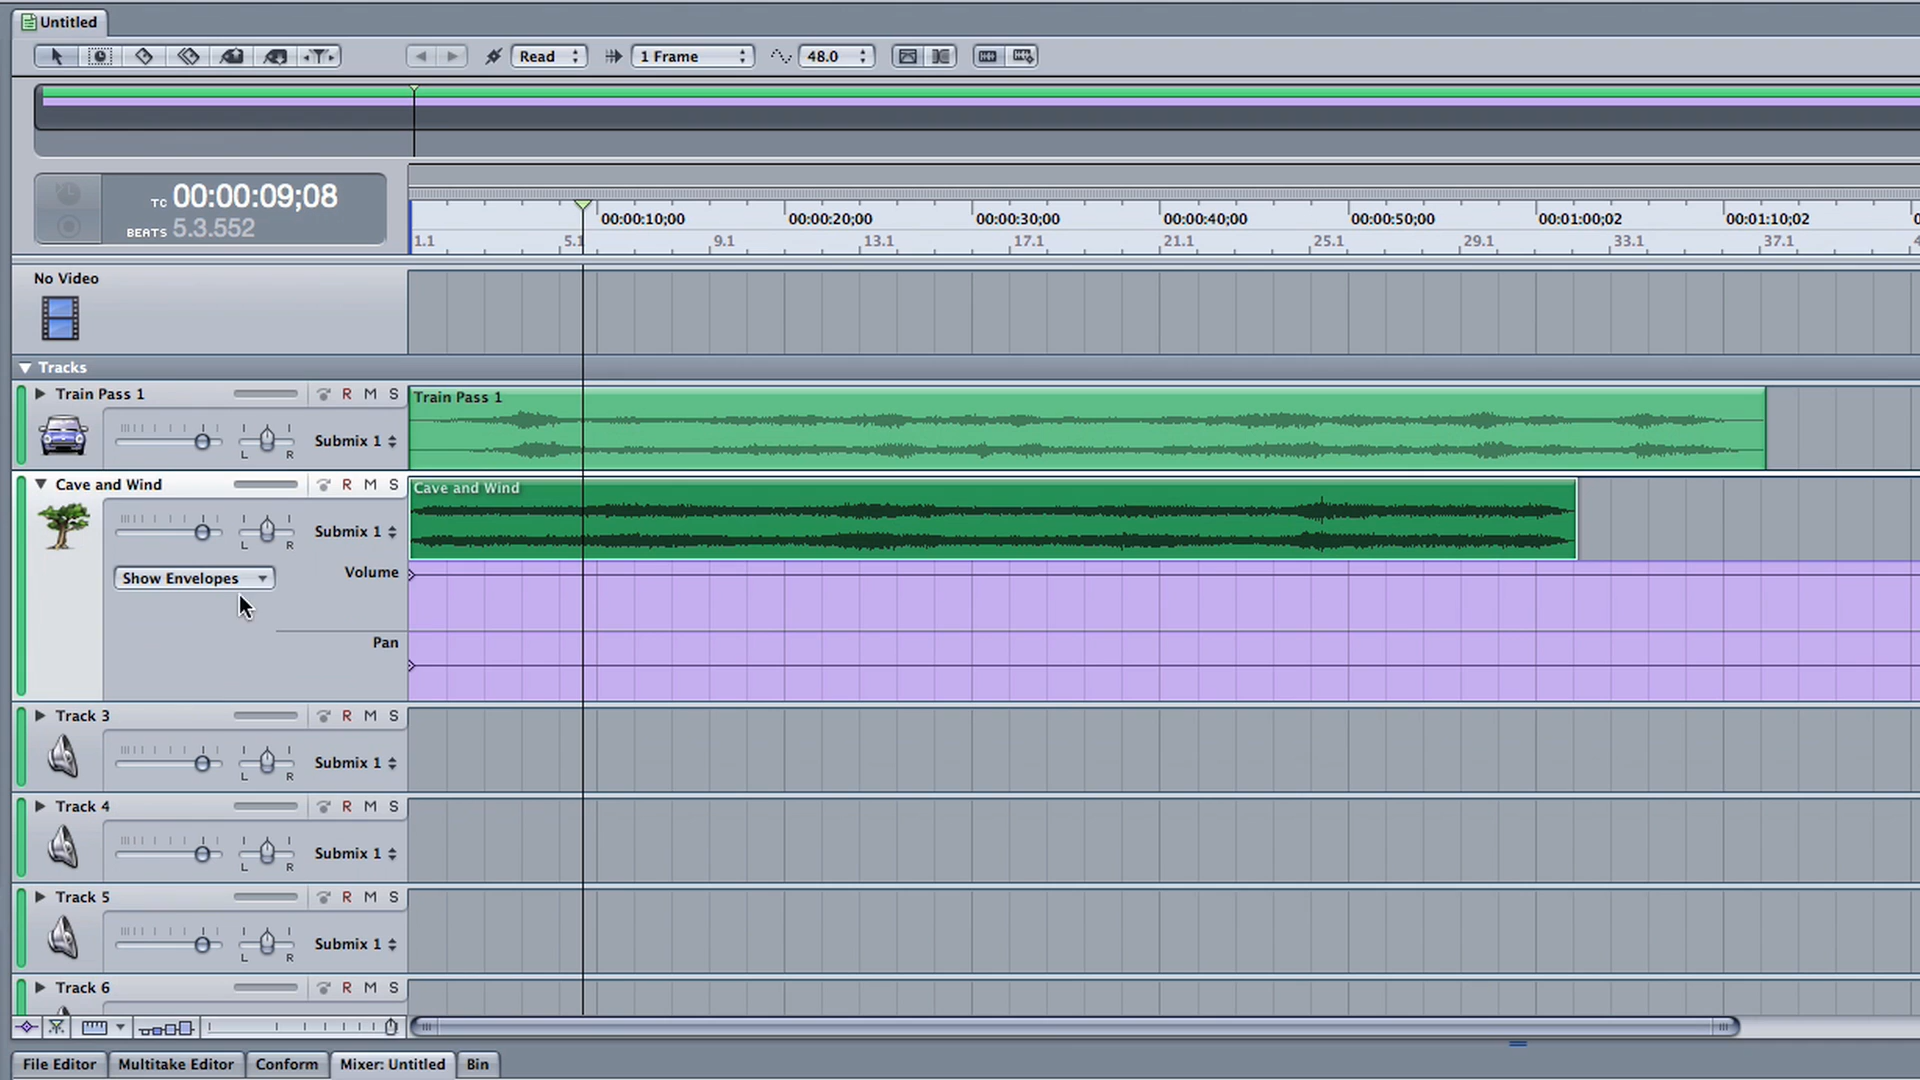 Untitled
Read 1 Frame 48.0
TC 00:00:09;08
BEATS 5.3.552
00:00:10;00 00:00:20;00 00:00:30;00 00:00:40;00 00:00:50;00 00:01:00;02 00:01:10;02
1.1 5.1 9.1 13.1 17.1 21.1 25.1 29.1 33.1 37.1
No Video
Tracks
Train Pass 1 R M S
Train Pass 1
L R Submix 1
Cave and Wind R M S
Cave and Wind
L R Submix 1
Show Envelopes Volume
Pan
Track 3 R M S
L R Submix 1
Track 4 R M S
L R Submix 1
Track 5 R M S
L R Submix 1
Track 6 R M S
File Editor Multitake Editor Conform Mixer: Untitled Bin